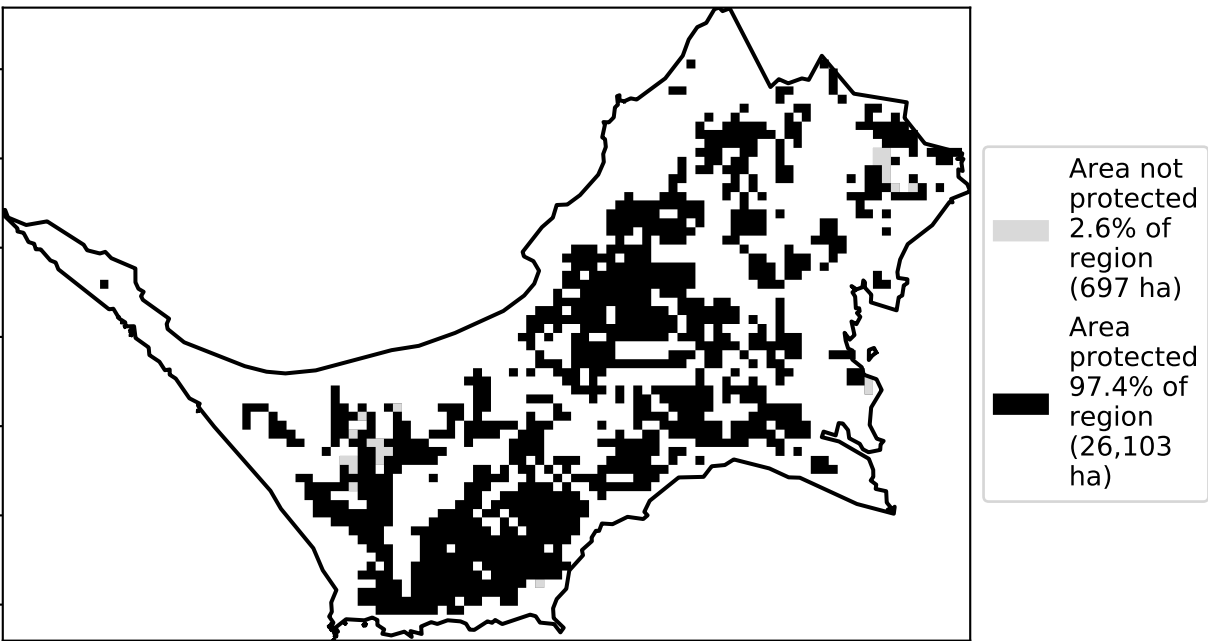 Area not
protected
2.6% of
region
(697 ha)
Area
protected
97.4% of
region
(26,103
ha)